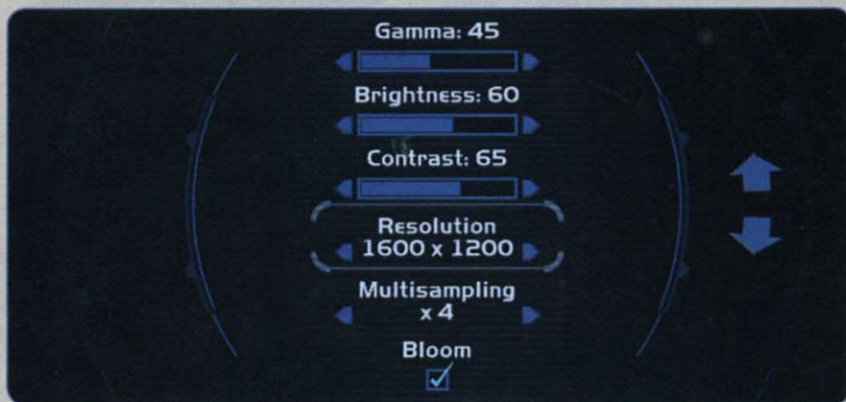 Gamma: 45
Brightness: 60
Contrast: 65
Resolution
1600 x 1200
Multisampling
x 4
Bloom